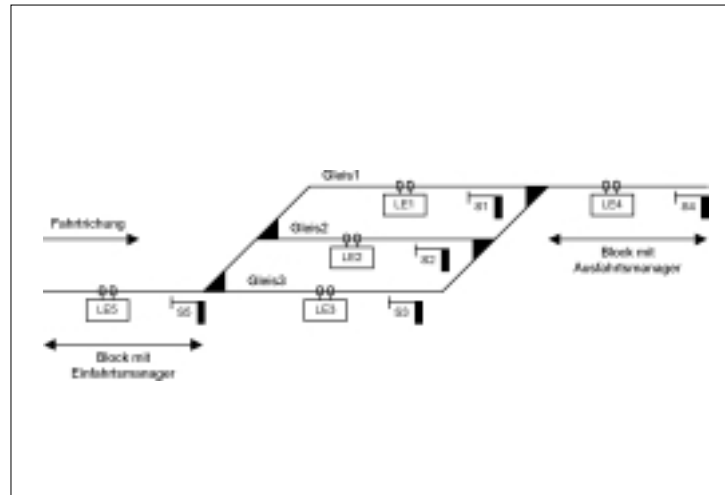 Gleis1
LE1
S1
LE4
S4
Fahrtrichung
Gleis2
LE2
S2
Block mit
Ausfahrtsmanager
Gleis3
LE5
S5
LE3
S3
Block mit
Einfahrtsmanager